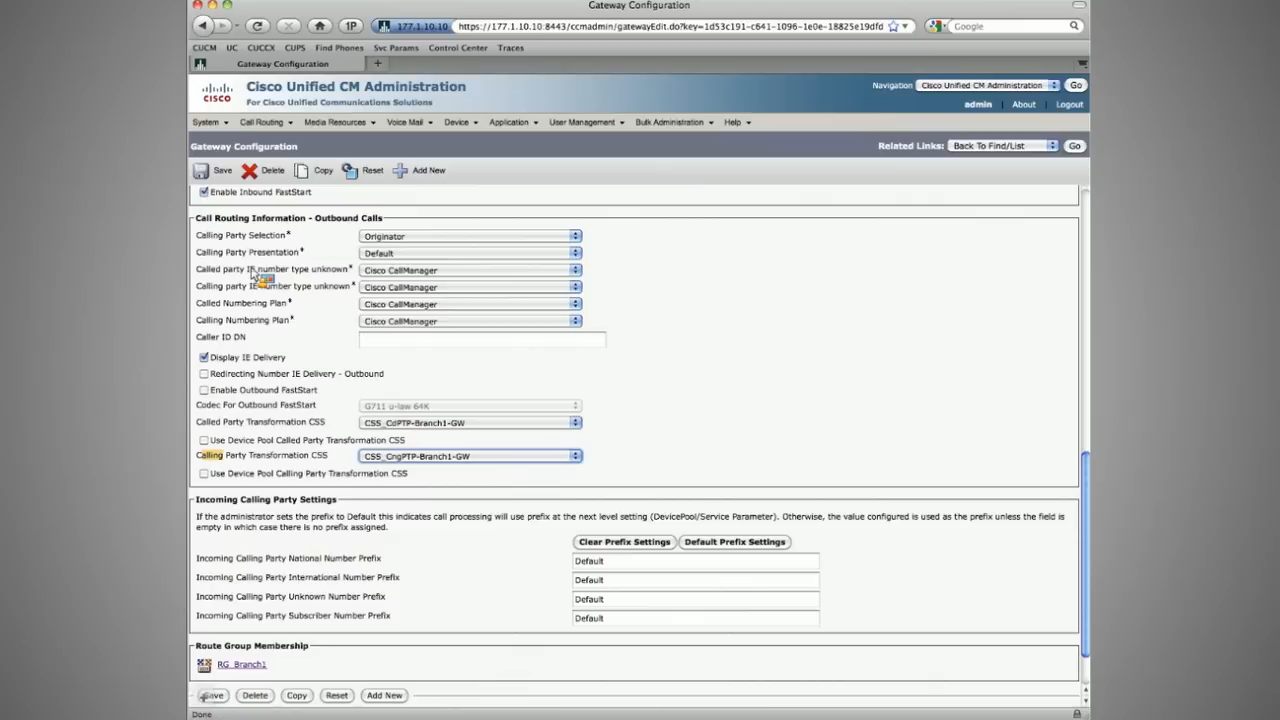 Gateway Configuration
1P 177.1.10.10 https://177.1.10.10:8443/ccmadmin/gatewayEdit.do?key=1d53c191-c641-1096-1e0e-18825e19dfd Google
CUCM UC CUCCX CUPS Find Phones Svc Params Control Center Traces
Gateway Configuration +
Cisco Unified CM Administration Navigation Cisco Unified CM Administration Go
CISCO For Cisco Unified Communications Solutions admin | About | Logout
System Call Routing Media Resources Voice Mail Device Application User Management Bulk Administration Help
Gateway Configuration Related Links: Back To Find/List Go
Save Delete Copy Reset Add New
Enable Inbound FastStart
Call Routing Information - Outbound Calls
Calling Party Selection* Originator
Calling Party Presentation* Default
Called party IE number type unknown* Cisco CallManager
Calling party IE number type unknown* Cisco CallManager
Called Numbering Plan* Cisco CallManager
Calling Numbering Plan* Cisco CallManager
Caller ID DN
Display IE Delivery
Redirecting Number IE Delivery - Outbound
Enable Outbound FastStart
Codec For Outbound FastStart G711 u-law 64K
Called Party Transformation CSS CSS_CdPTP-Branch1-GW
Use Device Pool Called Party Transformation CSS
Calling Party Transformation CSS CSS_CngPTP-Branch1-GW
Use Device Pool Calling Party Transformation CSS
Incoming Calling Party Settings
If the administrator sets the prefix to Default this indicates call processing will use prefix at the next level setting (DevicePool/Service Parameter). Otherwise, the value configured is used as the prefix unless the field is
empty in which case there is no prefix assigned.
Clear Prefix Settings Default Prefix Settings
Incoming Calling Party National Number Prefix Default
Incoming Calling Party International Number Prefix Default
Incoming Calling Party Unknown Number Prefix Default
Incoming Calling Party Subscriber Number Prefix Default
Route Group Membership
RG_Branch1
Save Delete Copy Reset Add New
Done